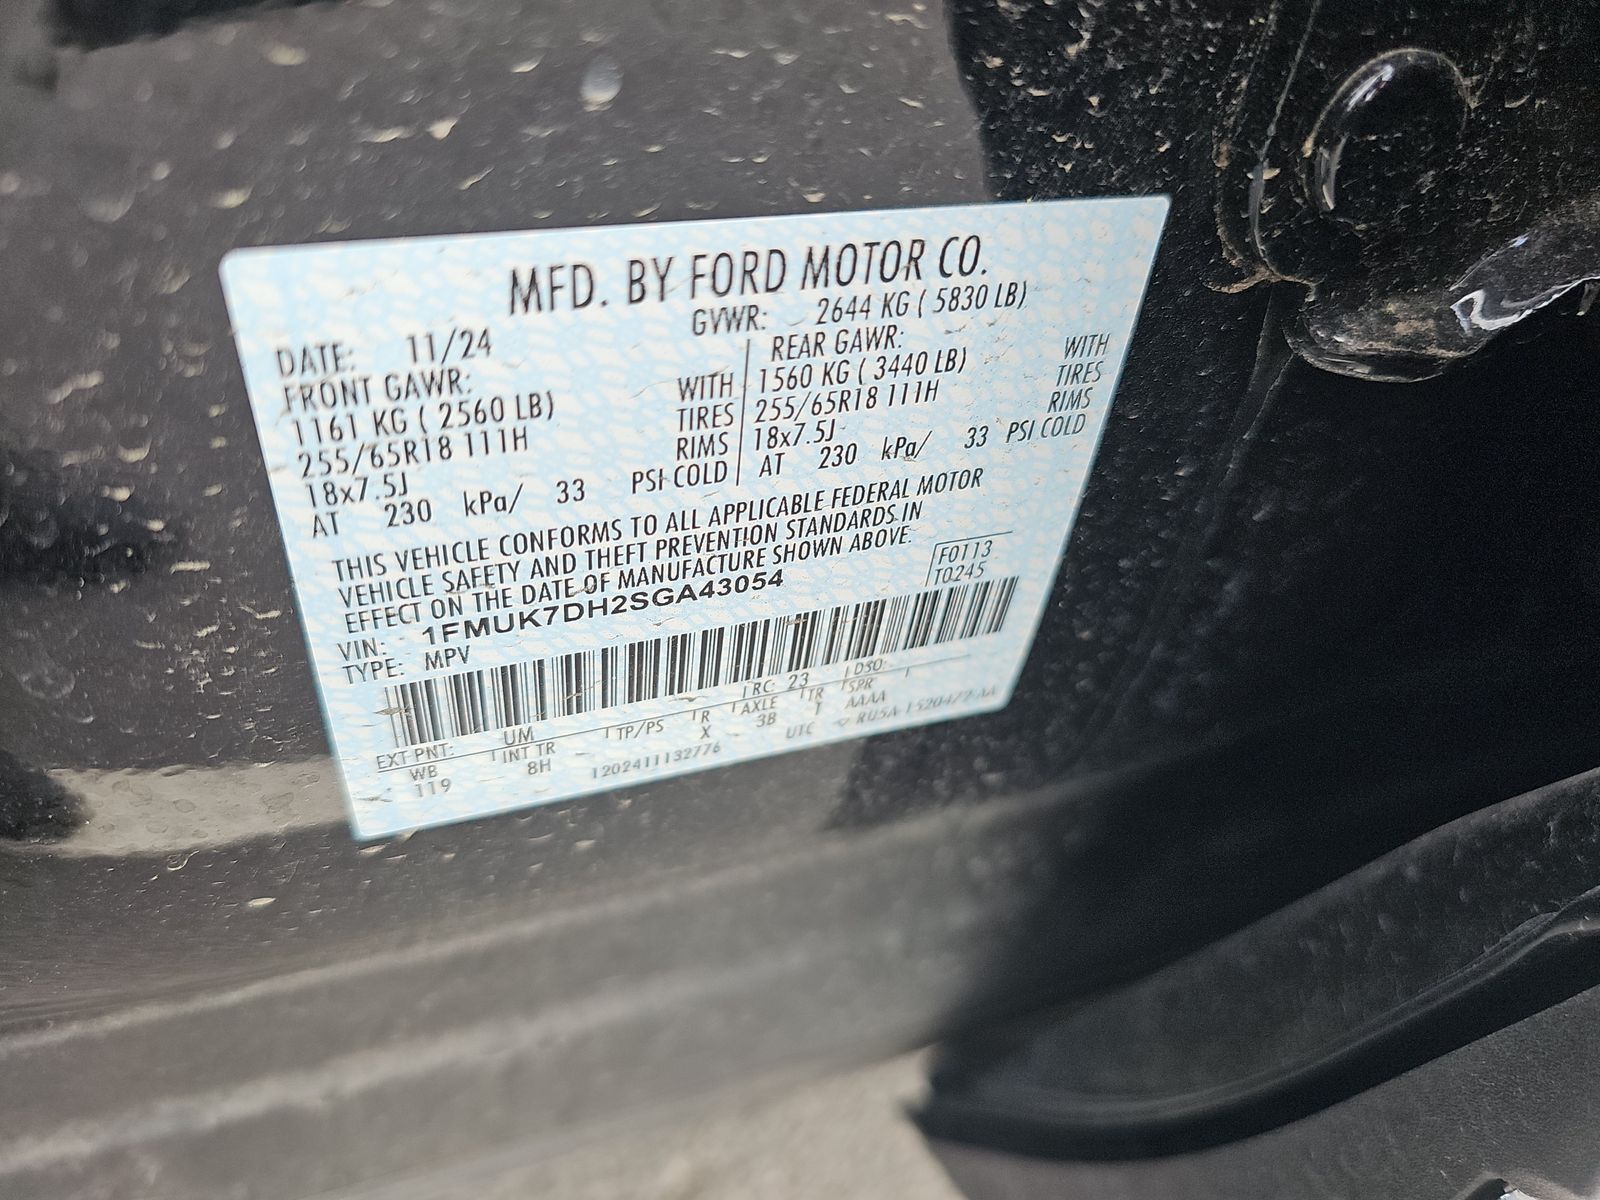 MFD. BY FORD MOTOR CO.
DATE: 11/24 GVWR: 2644 KG ( 5830 LB)
FRONT GAWR: REAR GAWR:
1161 KG ( 2560 LB) WITH 1560 KG ( 3440 LB) WITH
255/65R18 111H TIRES 255/65R18 111H TIRES
18x7.5J RIMS 18x7.5J RIMS
AT 230 kPa/ 33 PSI COLD AT 230 kPa/ 33 PSI COLD
THIS VEHICLE CONFORMS TO ALL APPLICABLE FEDERAL MOTOR
VEHICLE SAFETY AND THEFT PREVENTION STANDARDS IN
EFFECT ON THE DATE OF MANUFACTURE SHOWN ABOVE.
VIN: 1FMUK7DH2SGA43054 F0113
TYPE: MPV T0245
EXT PNT: UM RC: 23 DSO:
WB INT TR TP/PS R AXLE TR SPR
119 8H X 3B 1 AAAA
1202411132776 UTC